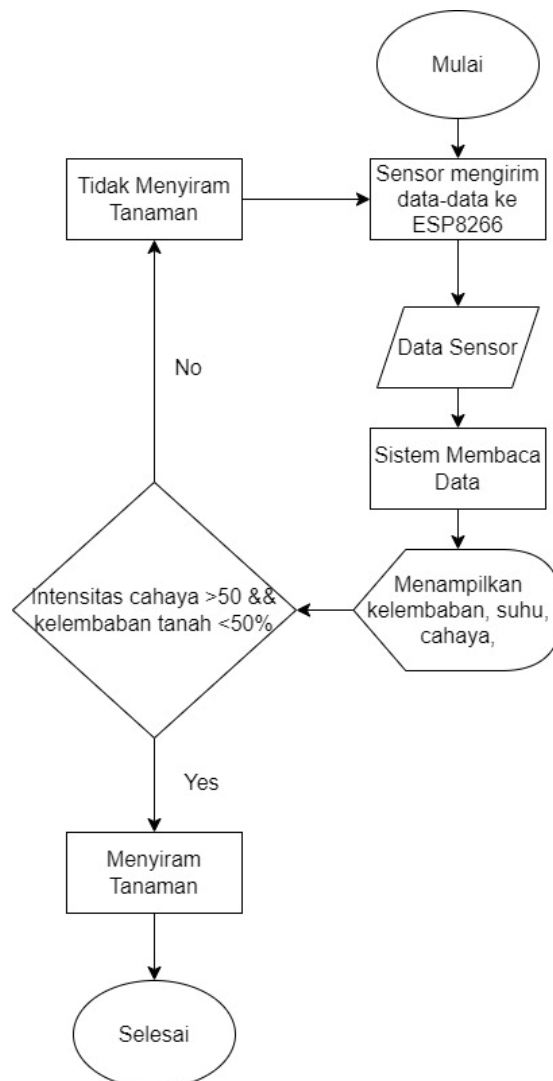 Mulai
Sensor mengirim
data-data ke
ESP8266
Data Sensor
Sistem Membaca
Data
Menampilkan
kelembaban, suhu,
cahaya,
Intensitas cahaya >50 &&
kelembaban tanah <50%
No
Tidak Menyiram
Tanaman
Yes
Menyiram
Tanaman
Selesai